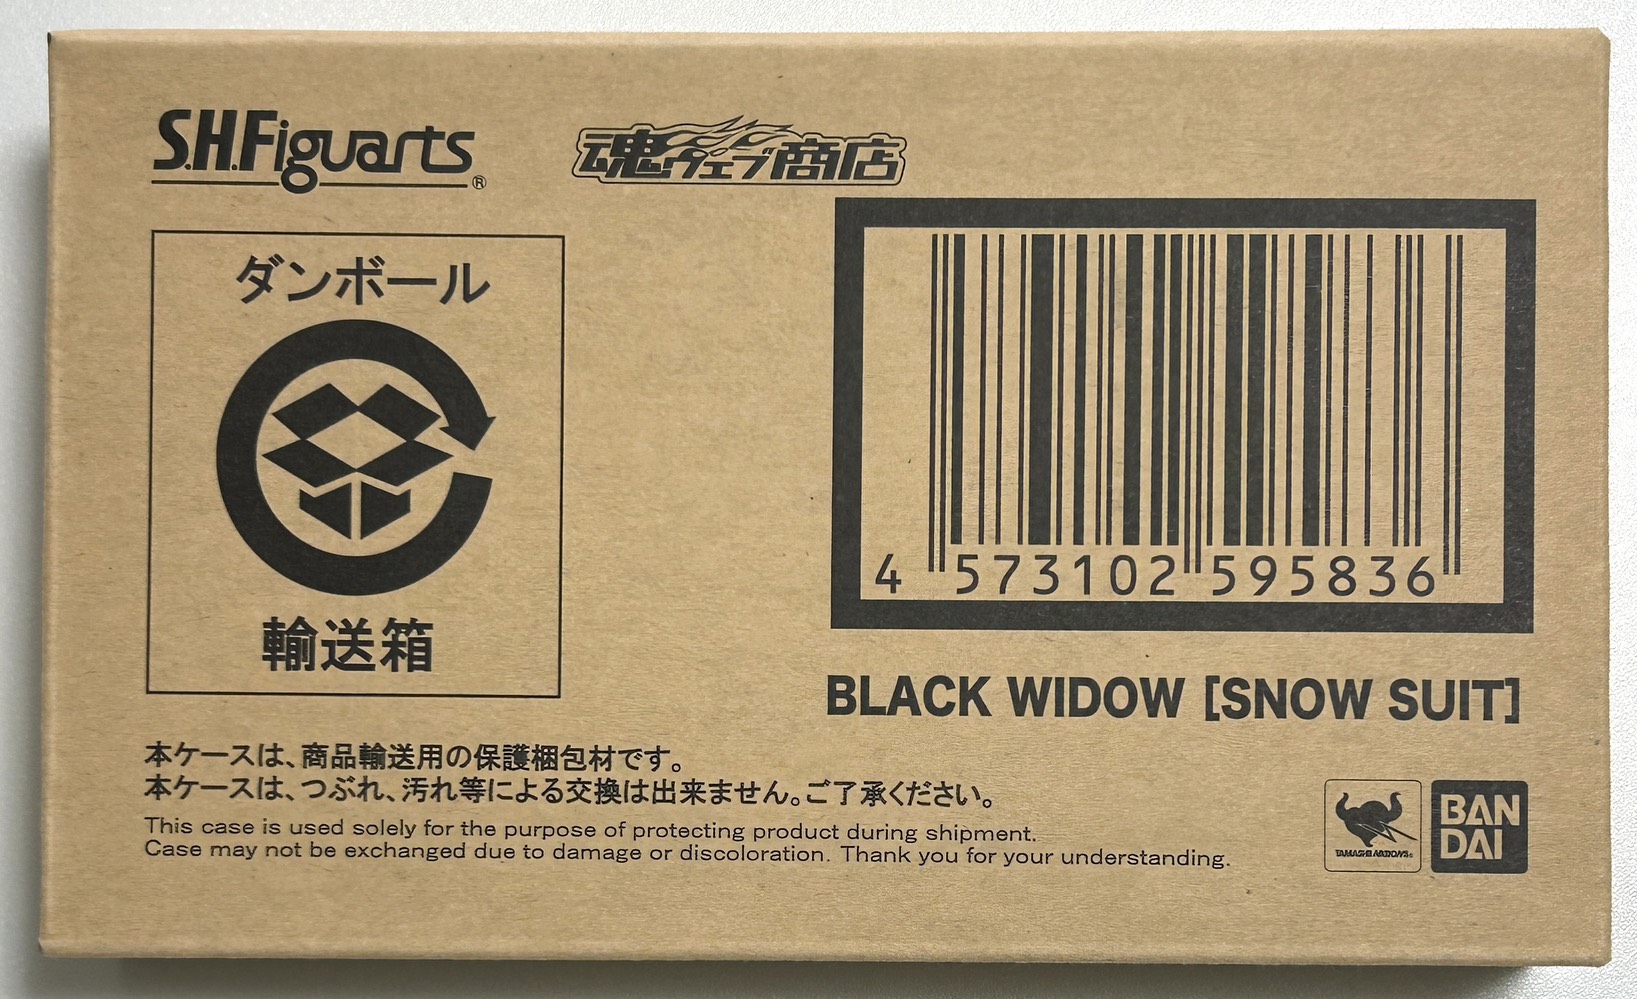 S.H.Figuarts®
魂ウェブ商店
ダンボール
輸送箱
4 573102 595836
BLACK WIDOW [SNOW SUIT]
本ケースは、商品輸送用の保護梱包材です。
本ケースは、つぶれ、汚れ等による交換は出来ません。ご了承ください。
This case is used solely for the purpose of protecting product during shipment.
Case may not be exchanged due to damage or discoloration. Thank you for your understanding.
TAMASHII NATIONS
BAN
DAI